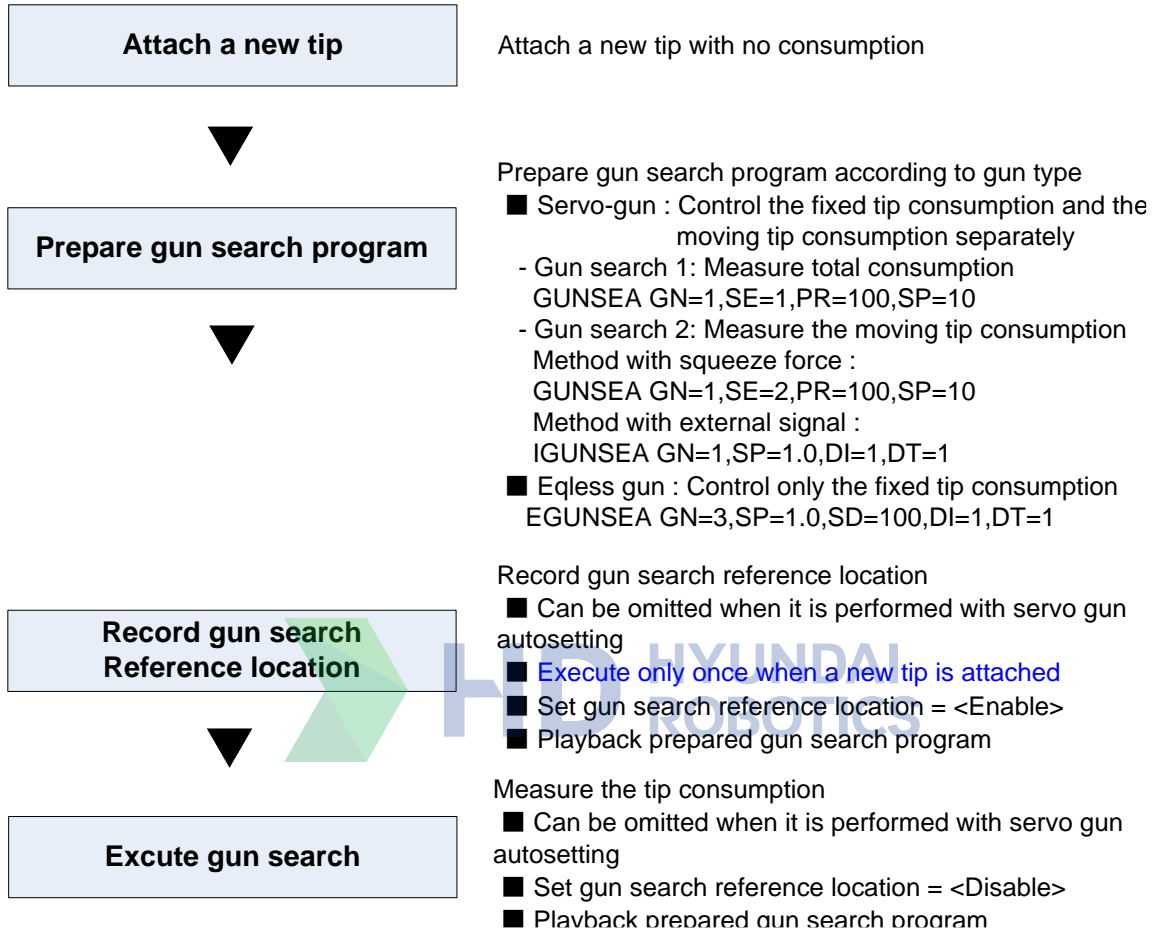 Attach a new tip
Attach a new tip with no consumption
Prepare gun search program
Prepare gun search program according to gun type
■ Servo-gun : Control the fixed tip consumption and the
moving tip consumption separately
- Gun search 1: Measure total consumption
GUNSEA GN=1,SE=1,PR=100,SP=10
- Gun search 2: Measure the moving tip consumption
Method with squeeze force :
GUNSEA GN=1,SE=2,PR=100,SP=10
Method with external signal :
IGUNSEA GN=1,SP=1.0,DI=1,DT=1
■ Eqless gun : Control only the fixed tip consumption
EGUNSEA GN=3,SP=1.0,SD=100,DI=1,DT=1
Record gun search
Reference location
Record gun search reference location
■ Can be omitted when it is performed with servo gun
autosetting
■ Execute only once when a new tip is attached
■ Set gun search reference location = <Enable>
■ Playback prepared gun search program
HD HYUNDAI
ROBOTICS
Excute gun search
Measure the tip consumption
■ Can be omitted when it is performed with servo gun
autosetting
■ Set gun search reference location = <Disable>
■ Playback prepared gun search program